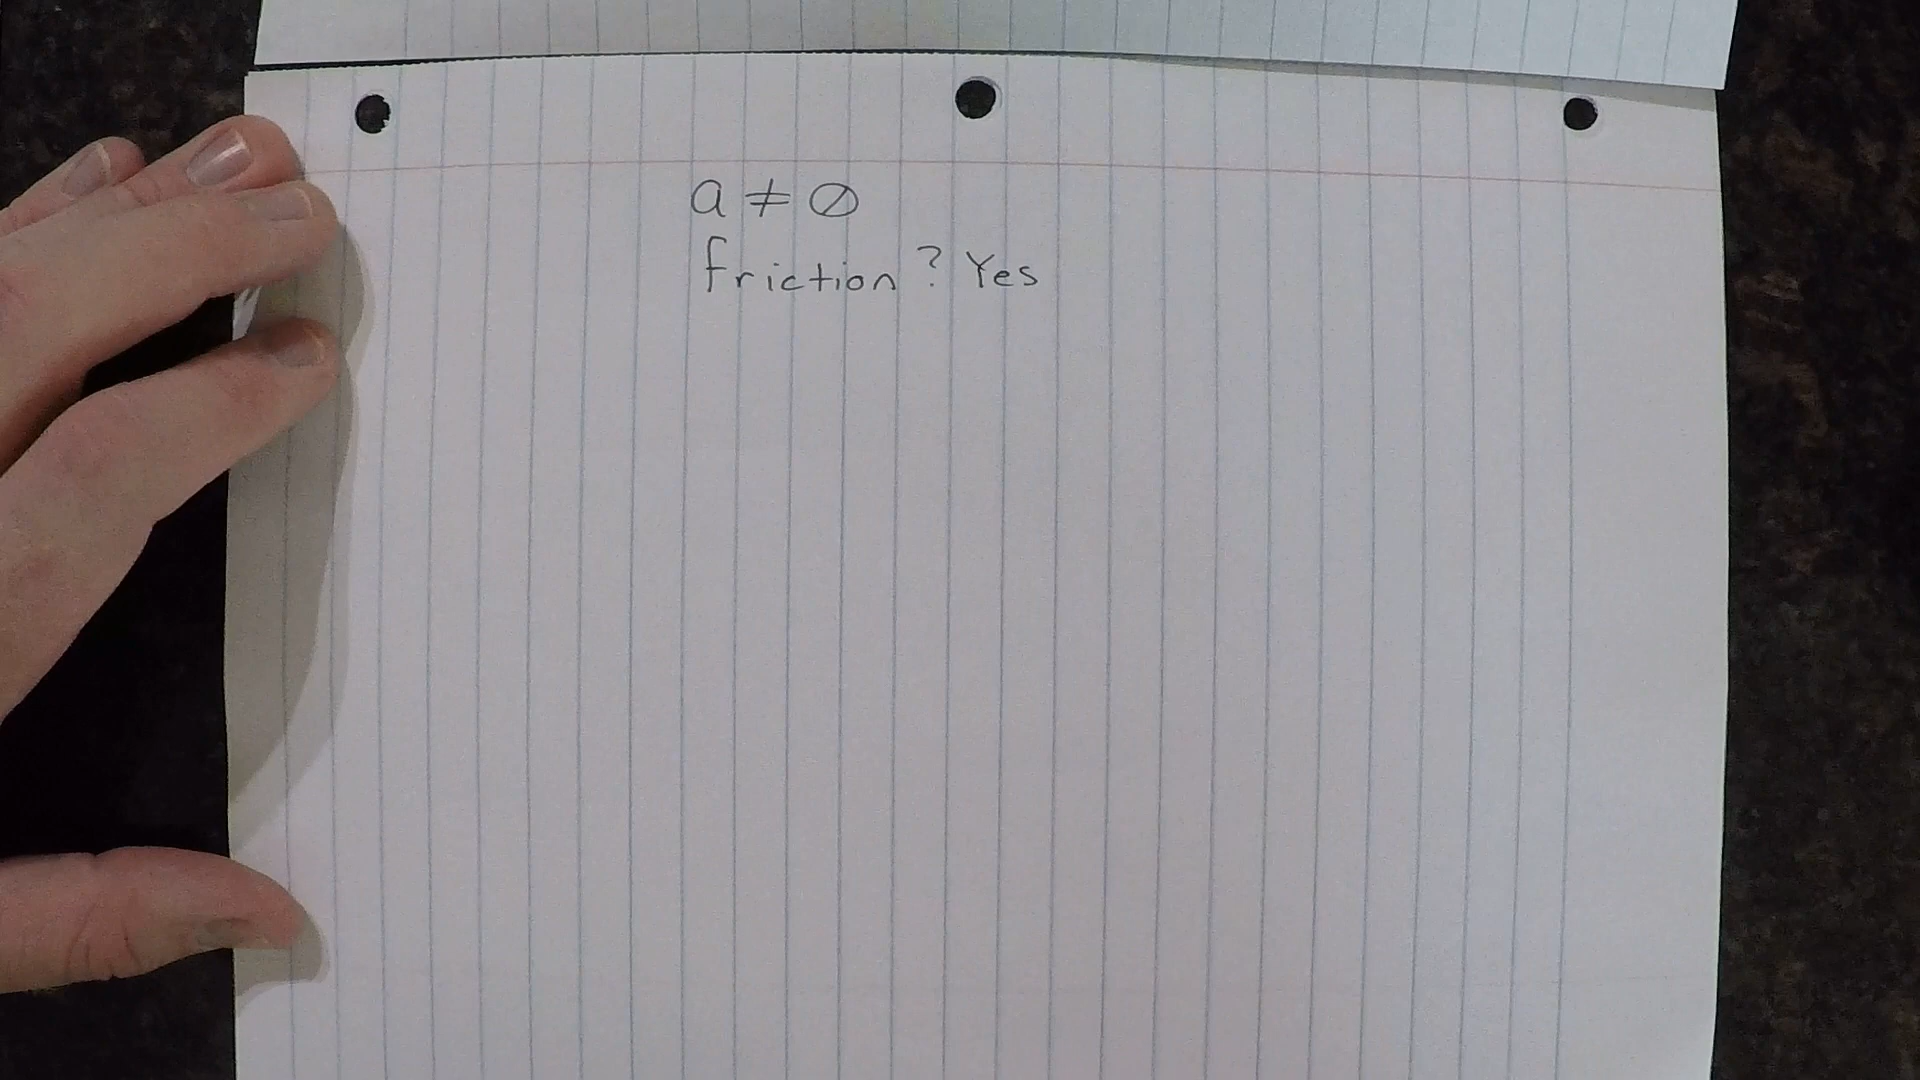 a ≠ ∅
friction? Yes